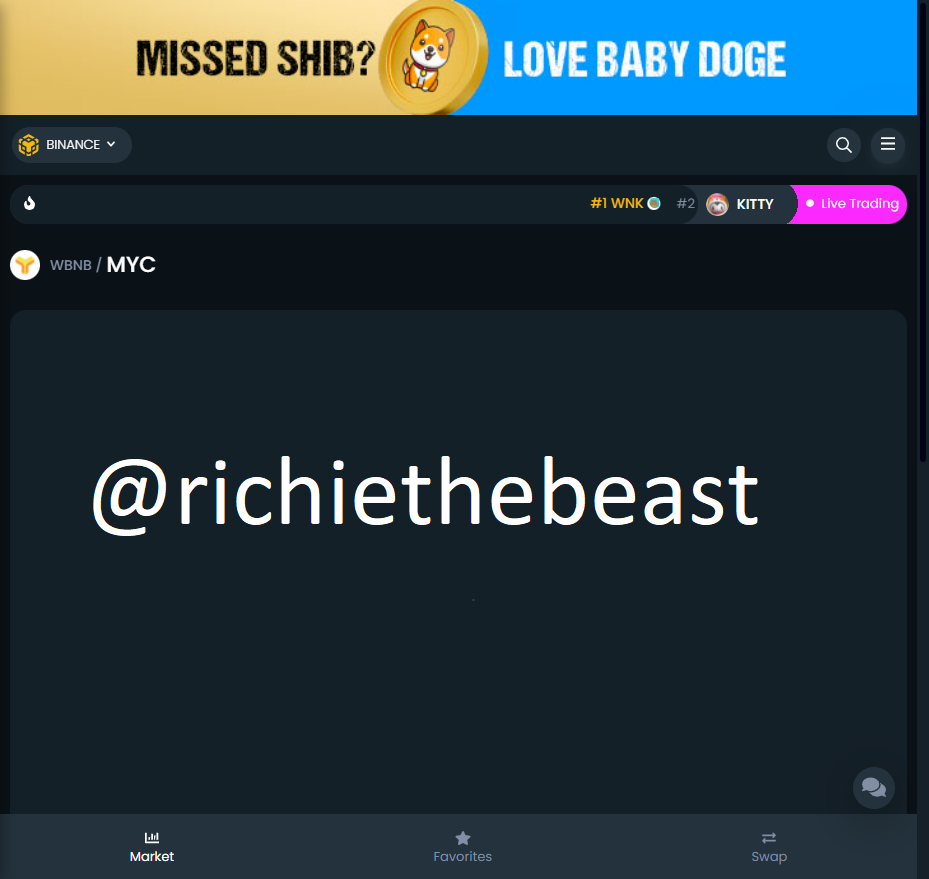 MISSED SHIB? LOVE BABY DOGE
BINANCE
#1 WNK #2 KITTY Live Trading
WBNB / MYC
@richiethebeast
Market Favorites Swap